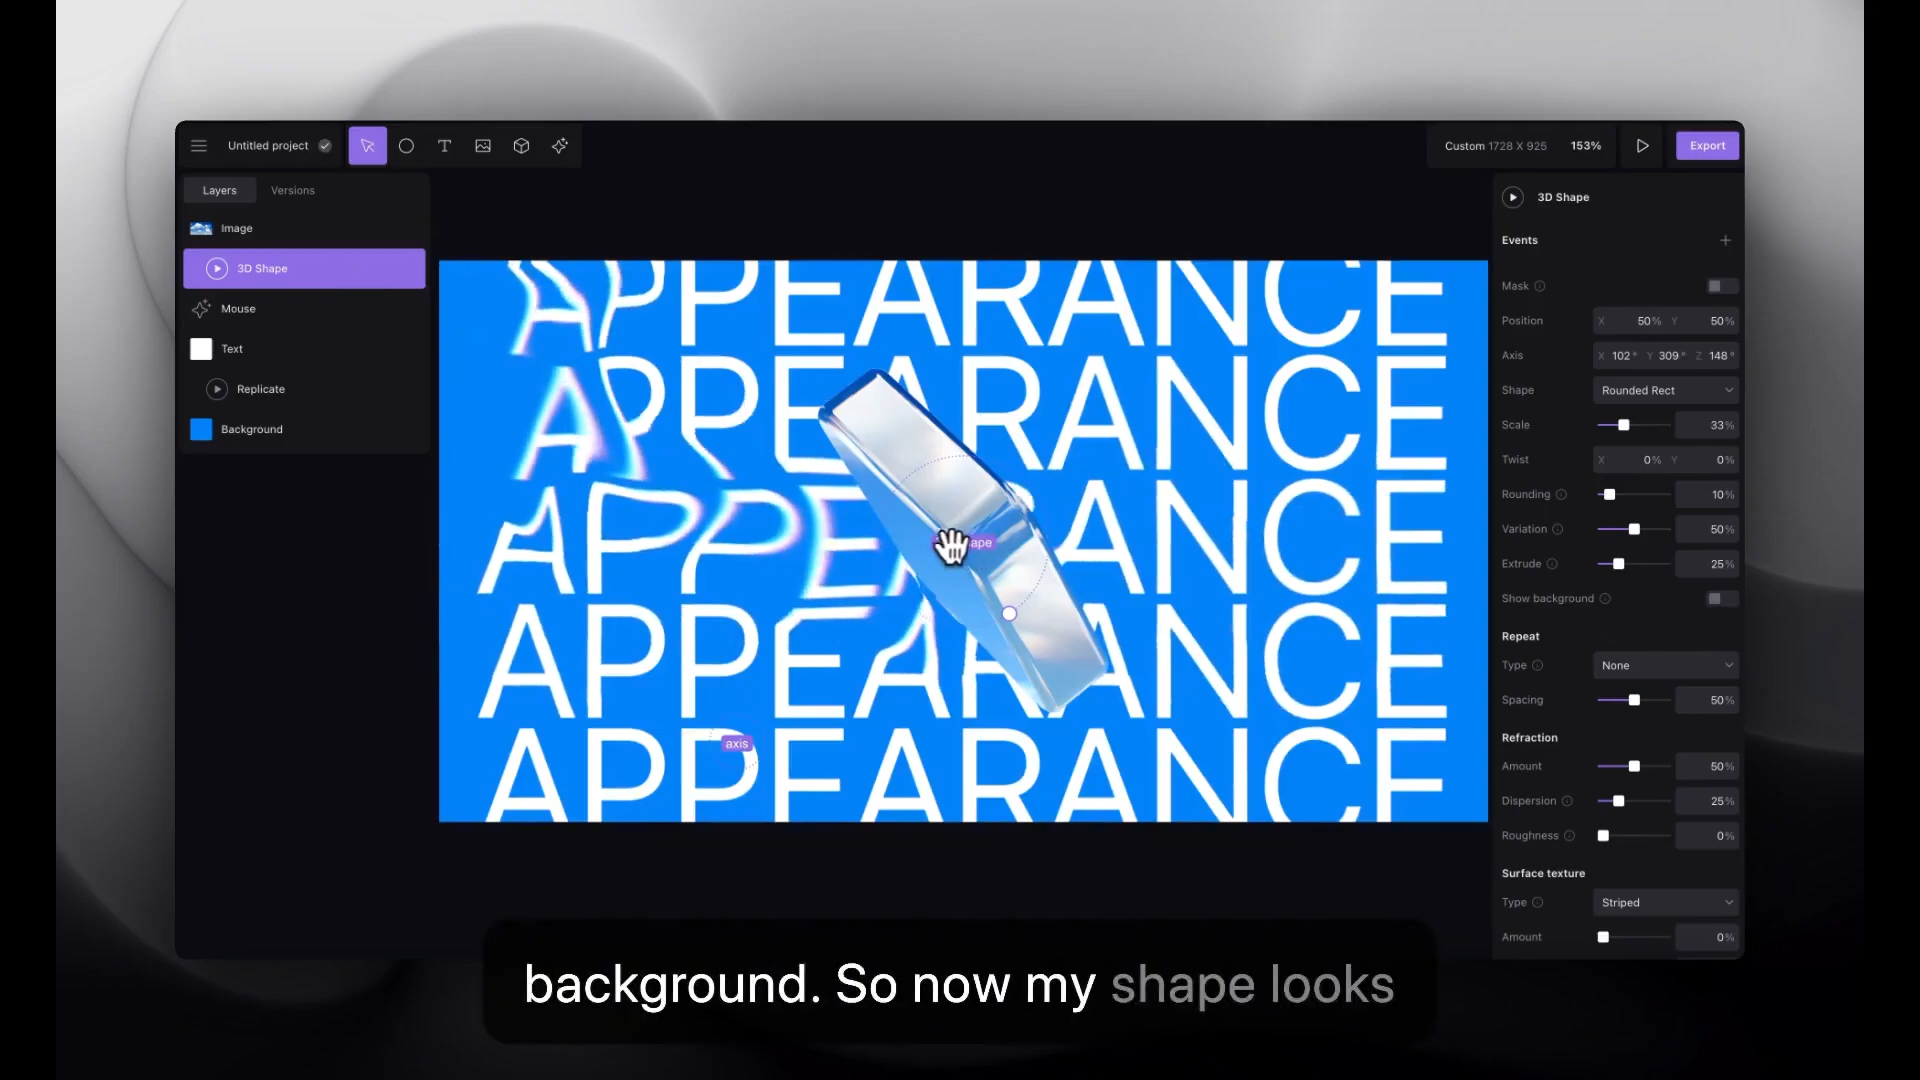 Untitled project
Custom 1728 X 925 153% Export
Layers Versions
Image
3D Shape
Mouse
Text
Replicate
Background
APPEARANCE
APPEARANCE
APPEARANCE
APPEARANCE
APPEARANCE
axis
3D Shape
Events
Mask
Position X 50% Y 50%
Axis X 102° Y 309° Z 148°
Shape Rounded Rect
Scale 33%
Twist X 0% Y 0%
Rounding 10%
Variation 50%
Extrude 25%
Show background
Repeat
Type None
Spacing 50%
Refraction
Amount 50%
Dispersion 25%
Roughness 0%
Surface texture
Type Striped
Amount 0%
background. So now my shape looks